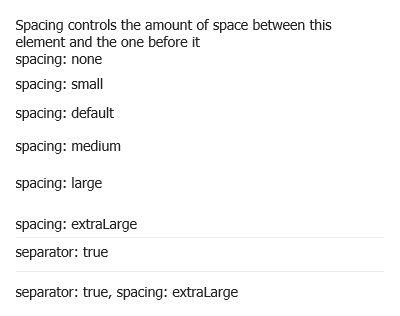 Spacing controls the amount of space between this
element and the one before it
spacing: none
spacing: small
spacing: default
spacing: medium
spacing: large
spacing: extraLarge
separator: true
separator: true, spacing: extraLarge